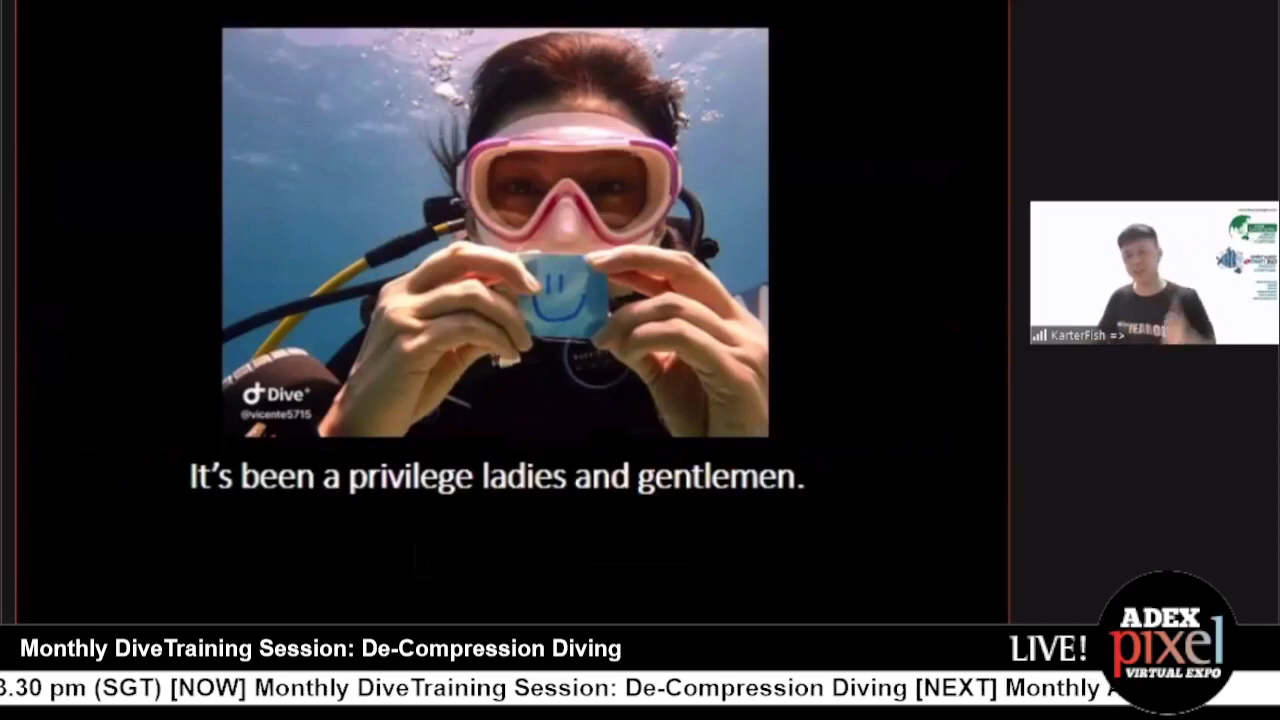 Dive+
@vicente5715
It's been a privilege ladies and gentlemen.
KarterFish =>
Monthly DiveTraining Session: De-Compression Diving
LIVE!
ADEX
pixel
VIRTUAL EXPO
3.30 pm (SGT) [NOW] Monthly DiveTraining Session: De-Compression Diving [NEXT] Monthly